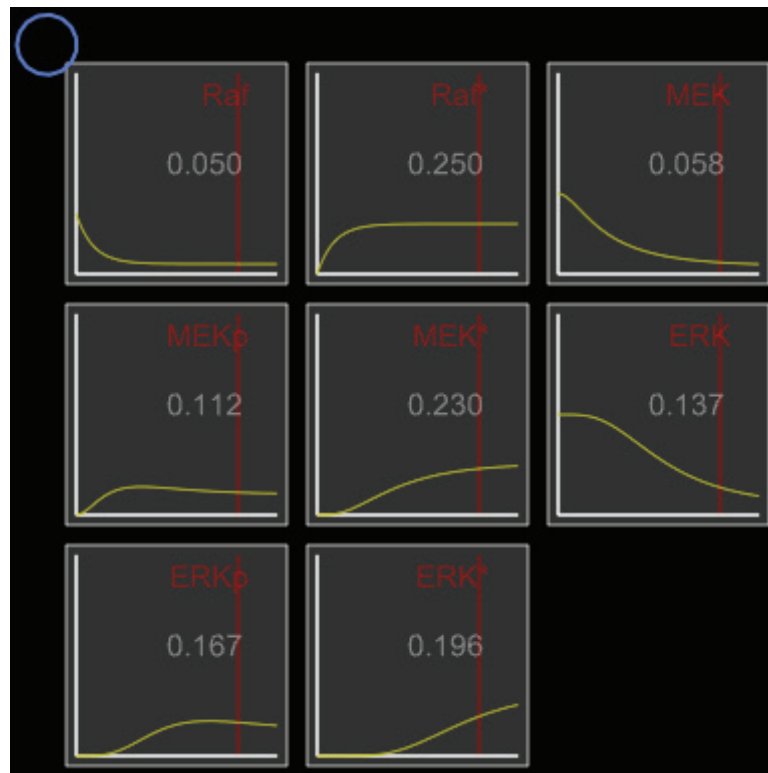 Raf
0.050
Raf*
0.250
MEK
0.058
MEKp
0.112
MEK*
0.230
ERK
0.137
ERKp
0.167
ERK*
0.196